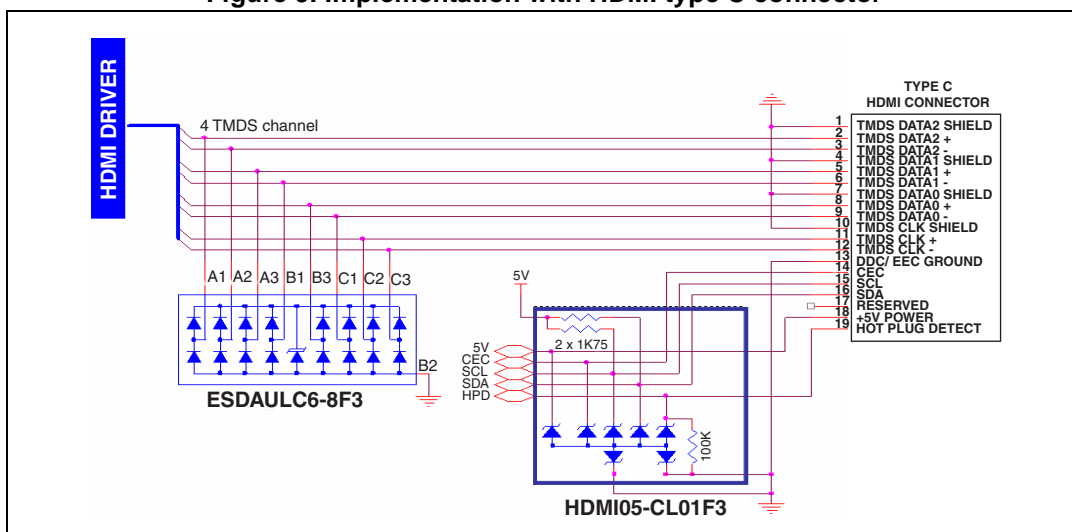 Figure 9. Implementation with HDMI type C connector
HDMI DRIVER
4 TMDS channel
TYPE C
HDMI CONNECTOR
1 TMDS DATA2 SHIELD
2 TMDS DATA2 +
3 TMDS DATA2 -
4 TMDS DATA1 SHIELD
5 TMDS DATA1 +
6 TMDS DATA1 -
7 TMDS DATA0 SHIELD
8 TMDS DATA0 +
9 TMDS DATA0 -
10 TMDS CLK SHIELD
11 TMDS CLK +
12 TMDS CLK -
13 DDC/ EEC GROUND
14 CEC
15 SCL
16 SDA
17 RESERVED
18 +5V POWER
19 HOT PLUG DETECT
A1 A2 A3 B1 B3 C1 C2 C3
B2
ESDAULC6-8F3
5V
2 x 1K75
5V
CEC
SCL
SDA
HPD
100K
HDMI05-CL01F3